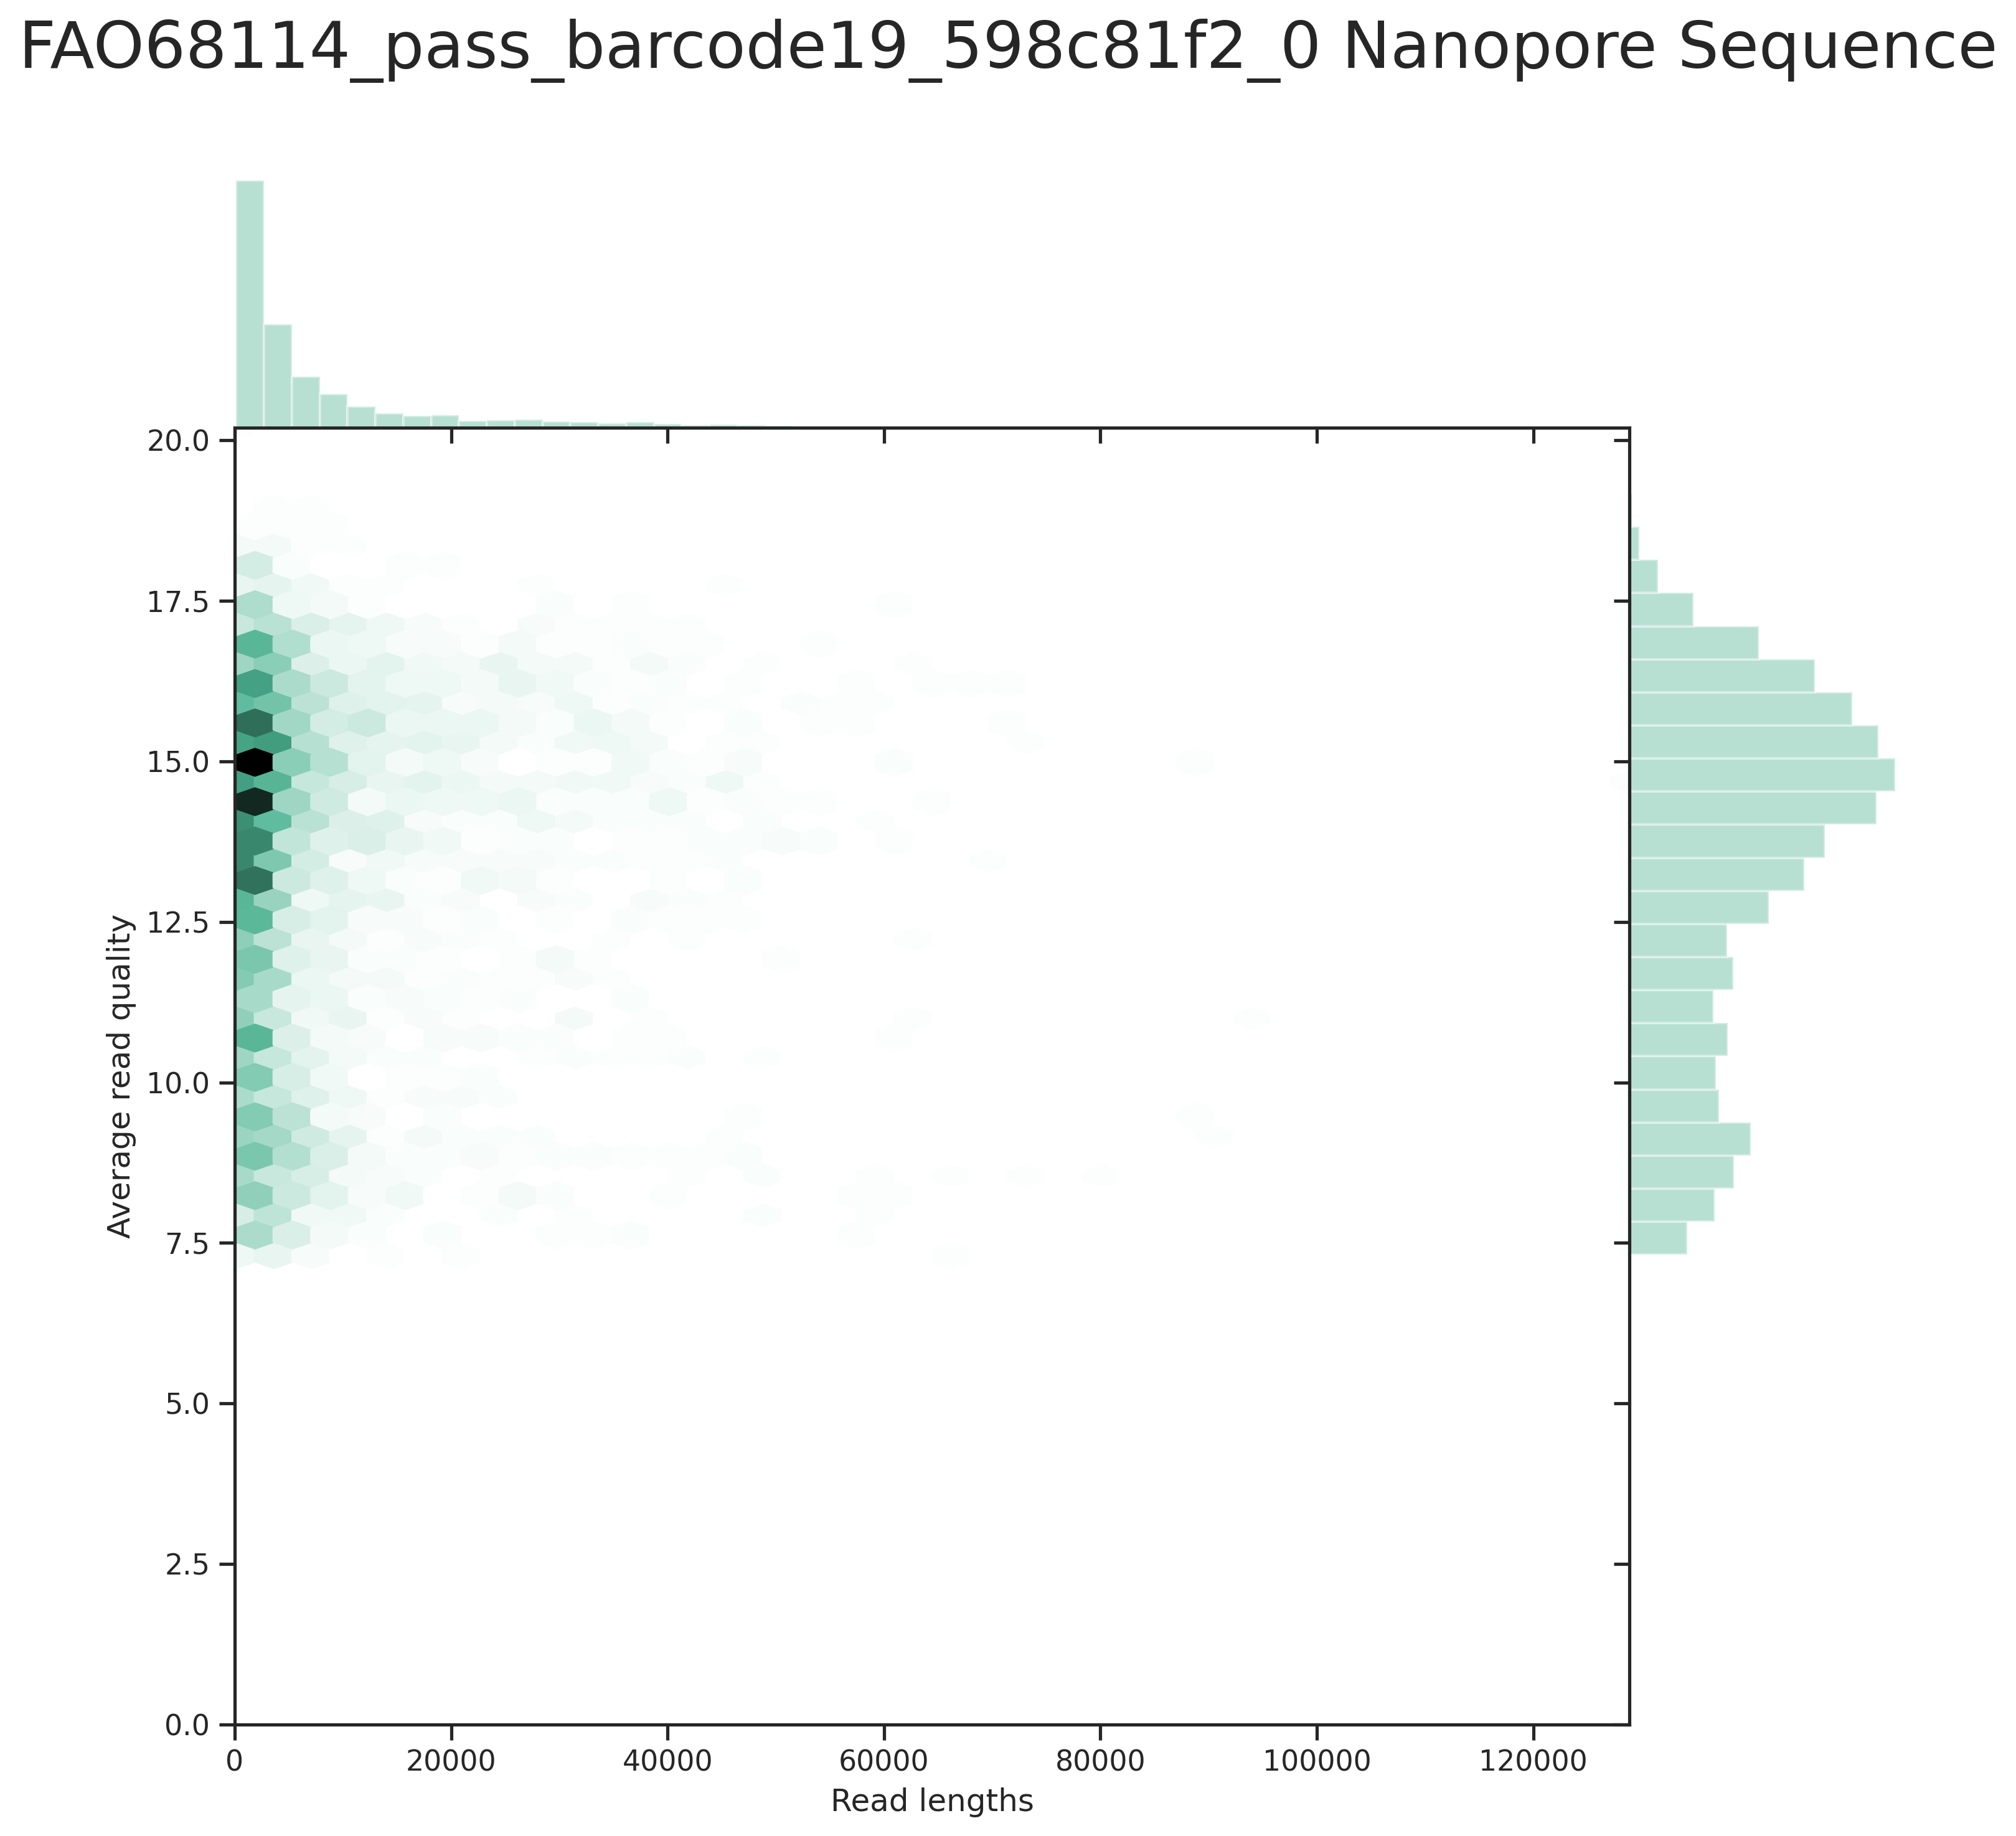 FAO68114_pass_barcode19_598c81f2_0 Nanopore Sequence
20.0
17.5
15.0
12.5
10.0
7.5
5.0
2.5
0.0
Average read quality
0 20000 40000 60000 80000 100000 120000
Read lengths